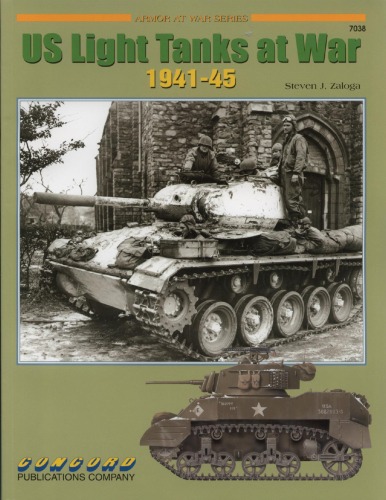 ARMOR AT WAR SERIES
7038
US Light Tanks at War
1941-45
Steven J. Zaloga
CONCORD
PUBLICATIONS COMPANY